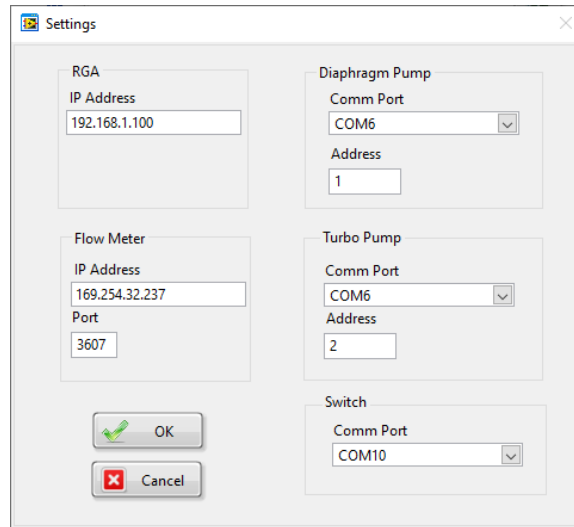 Settings
RGA
IP Address
192.168.1.100
Diaphragm Pump
Comm Port
COM6
Address
1
Flow Meter
IP Address
169.254.32.237
Port
3607
Turbo Pump
Comm Port
COM6
Address
2
Switch
Comm Port
COM10
OK
Cancel